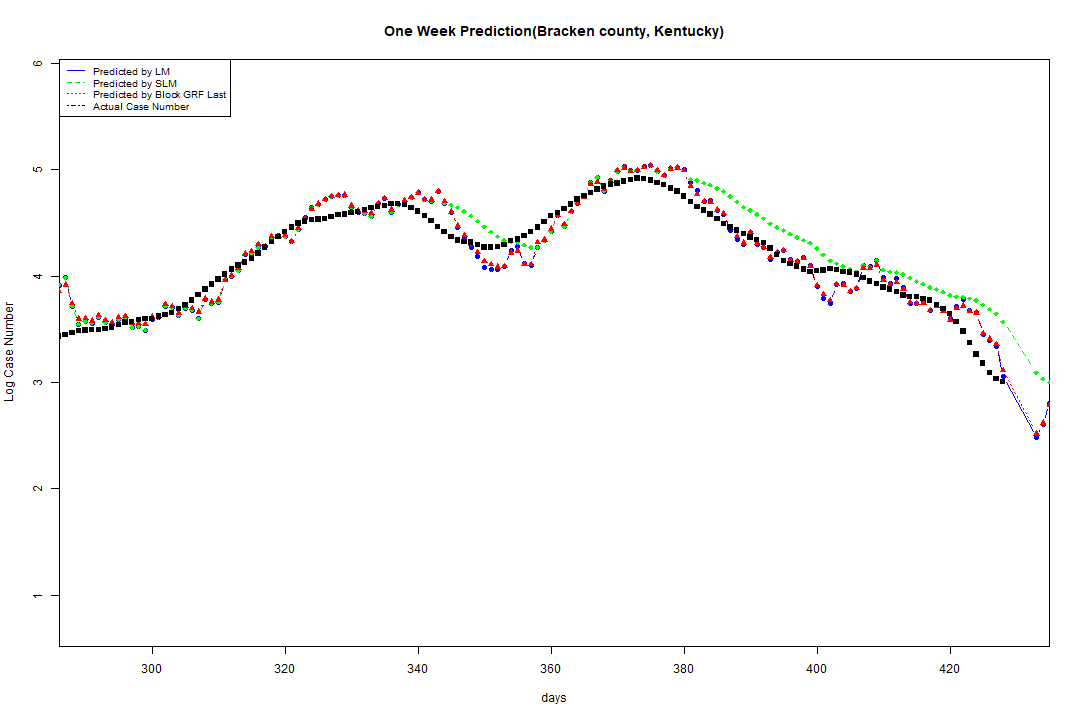 One Week Prediction(Bracken county, Kentucky)
Predicted by LM
Predicted by SLM
Predicted by Block GRF Last
Actual Case Number
6
5
4
3
2
1
Log Case Number
300 320 340 360 380 400 420
days